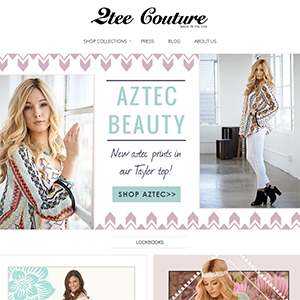 2tee Couture
MADE IN THE USA
SHOP COLLECTIONS PRESS BLOG ABOUT US
AZTEC
BEAUTY
New aztec prints in
our Taylor top!
SHOP AZTEC>>
LOOKBOOKS